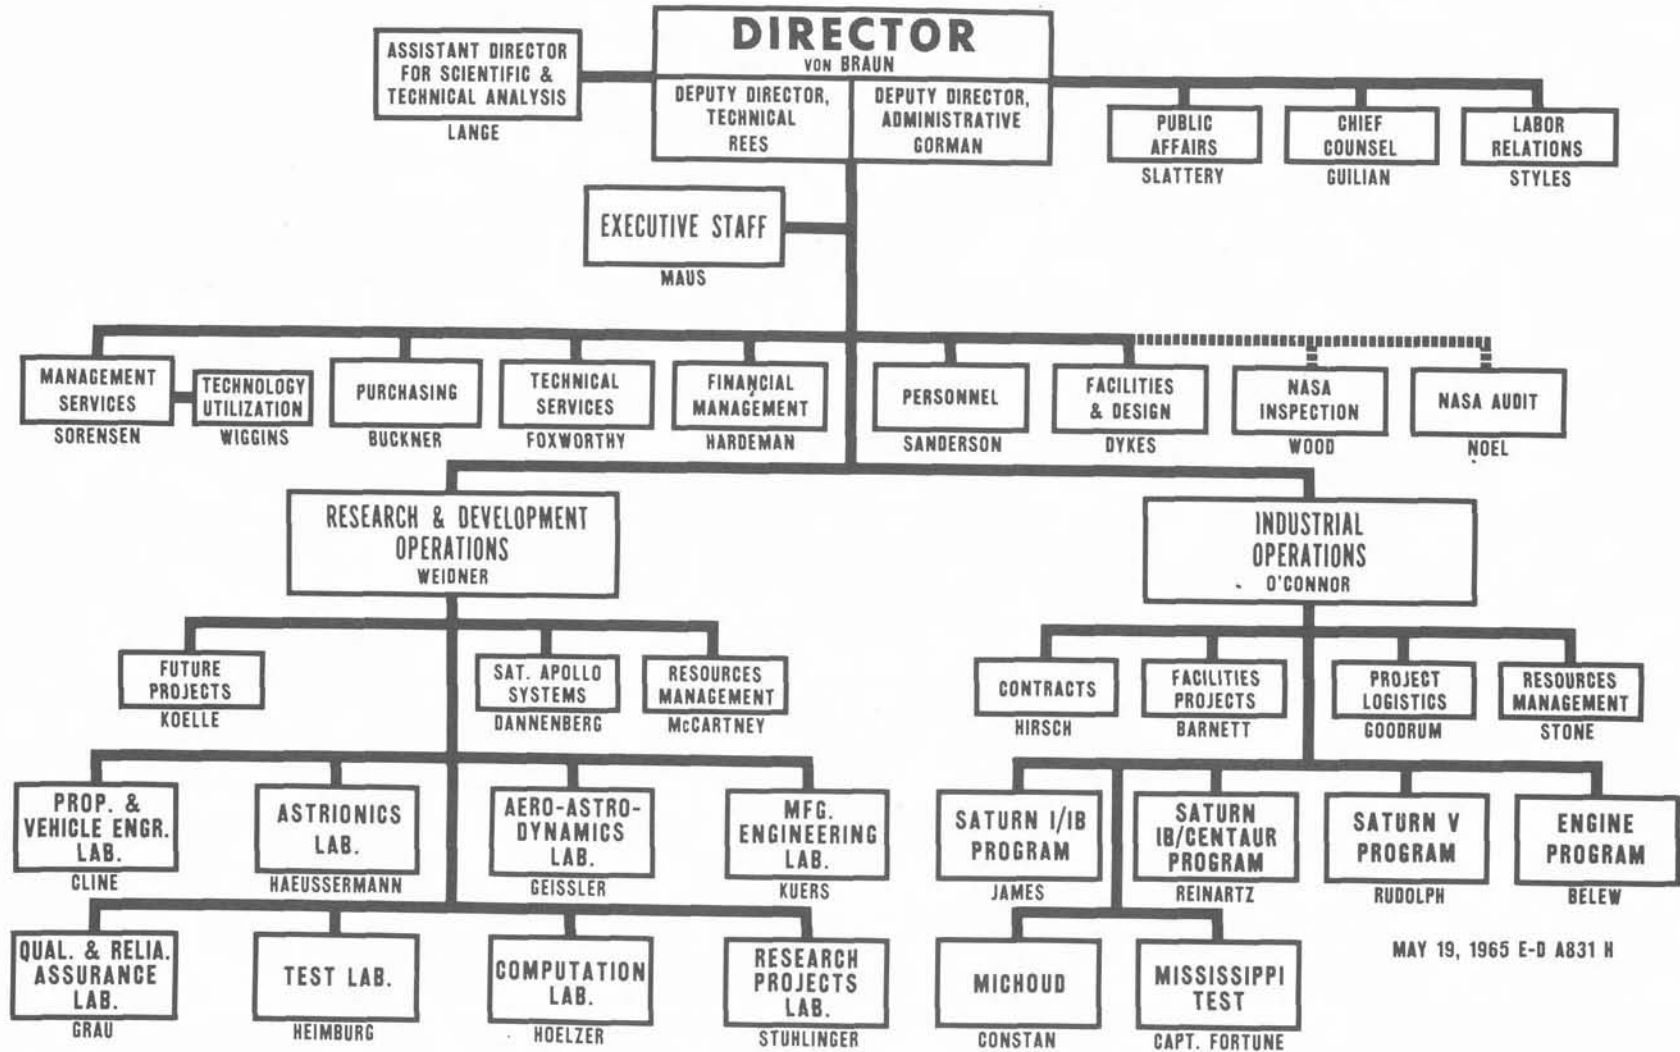 DIRECTOR
VON BRAUN
DEPUTY DIRECTOR,
TECHNICAL
REES
DEPUTY DIRECTOR,
ADMINISTRATIVE
GORMAN
ASSISTANT DIRECTOR
FOR SCIENTIFIC &
TECHNICAL ANALYSIS
LANGE
PUBLIC
AFFAIRS
SLATTERY
CHIEF
COUNSEL
GUILIAN
LABOR
RELATIONS
STYLES
EXECUTIVE STAFF
MAUS
MANAGEMENT
SERVICES
SORENSEN
TECHNOLOGY
UTILIZATION
WIGGINS
PURCHASING
BUCKNER
TECHNICAL
SERVICES
FOXWORTHY
FINANCIAL
MANAGEMENT
HARDEMAN
PERSONNEL
SANDERSON
FACILITIES
& DESIGN
DYKES
NASA
INSPECTION
WOOD
NASA AUDIT
NOEL
RESEARCH & DEVELOPMENT
OPERATIONS
WEIDNER
INDUSTRIAL
OPERATIONS
O'CONNOR
FUTURE
PROJECTS
KOELLE
SAT. APOLLO
SYSTEMS
DANNENBERG
RESOURCES
MANAGEMENT
McCARTNEY
CONTRACTS
HIRSCH
FACILITIES
PROJECTS
BARNETT
PROJECT
LOGISTICS
GOODRUM
RESOURCES
MANAGEMENT
STONE
PROP. &
VEHICLE ENGR.
LAB.
CLINE
ASTRIONICS
LAB.
HAEUSSERMANN
AERO-ASTRO-
DYNAMICS
LAB.
GEISSLER
MFG.
ENGINEERING
LAB.
KUERS
SATURN I/IB
PROGRAM
JAMES
SATURN
IB/CENTAUR
PROGRAM
REINARTZ
SATURN V
PROGRAM
RUDOLPH
ENGINE
PROGRAM
BELEW
QUAL. & RELIA.
ASSURANCE
LAB.
GRAU
TEST LAB.
HEIMBURG
COMPUTATION
LAB.
HOELZER
RESEARCH
PROJECTS
LAB.
STUHLINGER
MICHOUD
CONSTAN
MISSISSIPPI
TEST
CAPT. FORTUNE
MAY 19, 1965 E-D A831 H